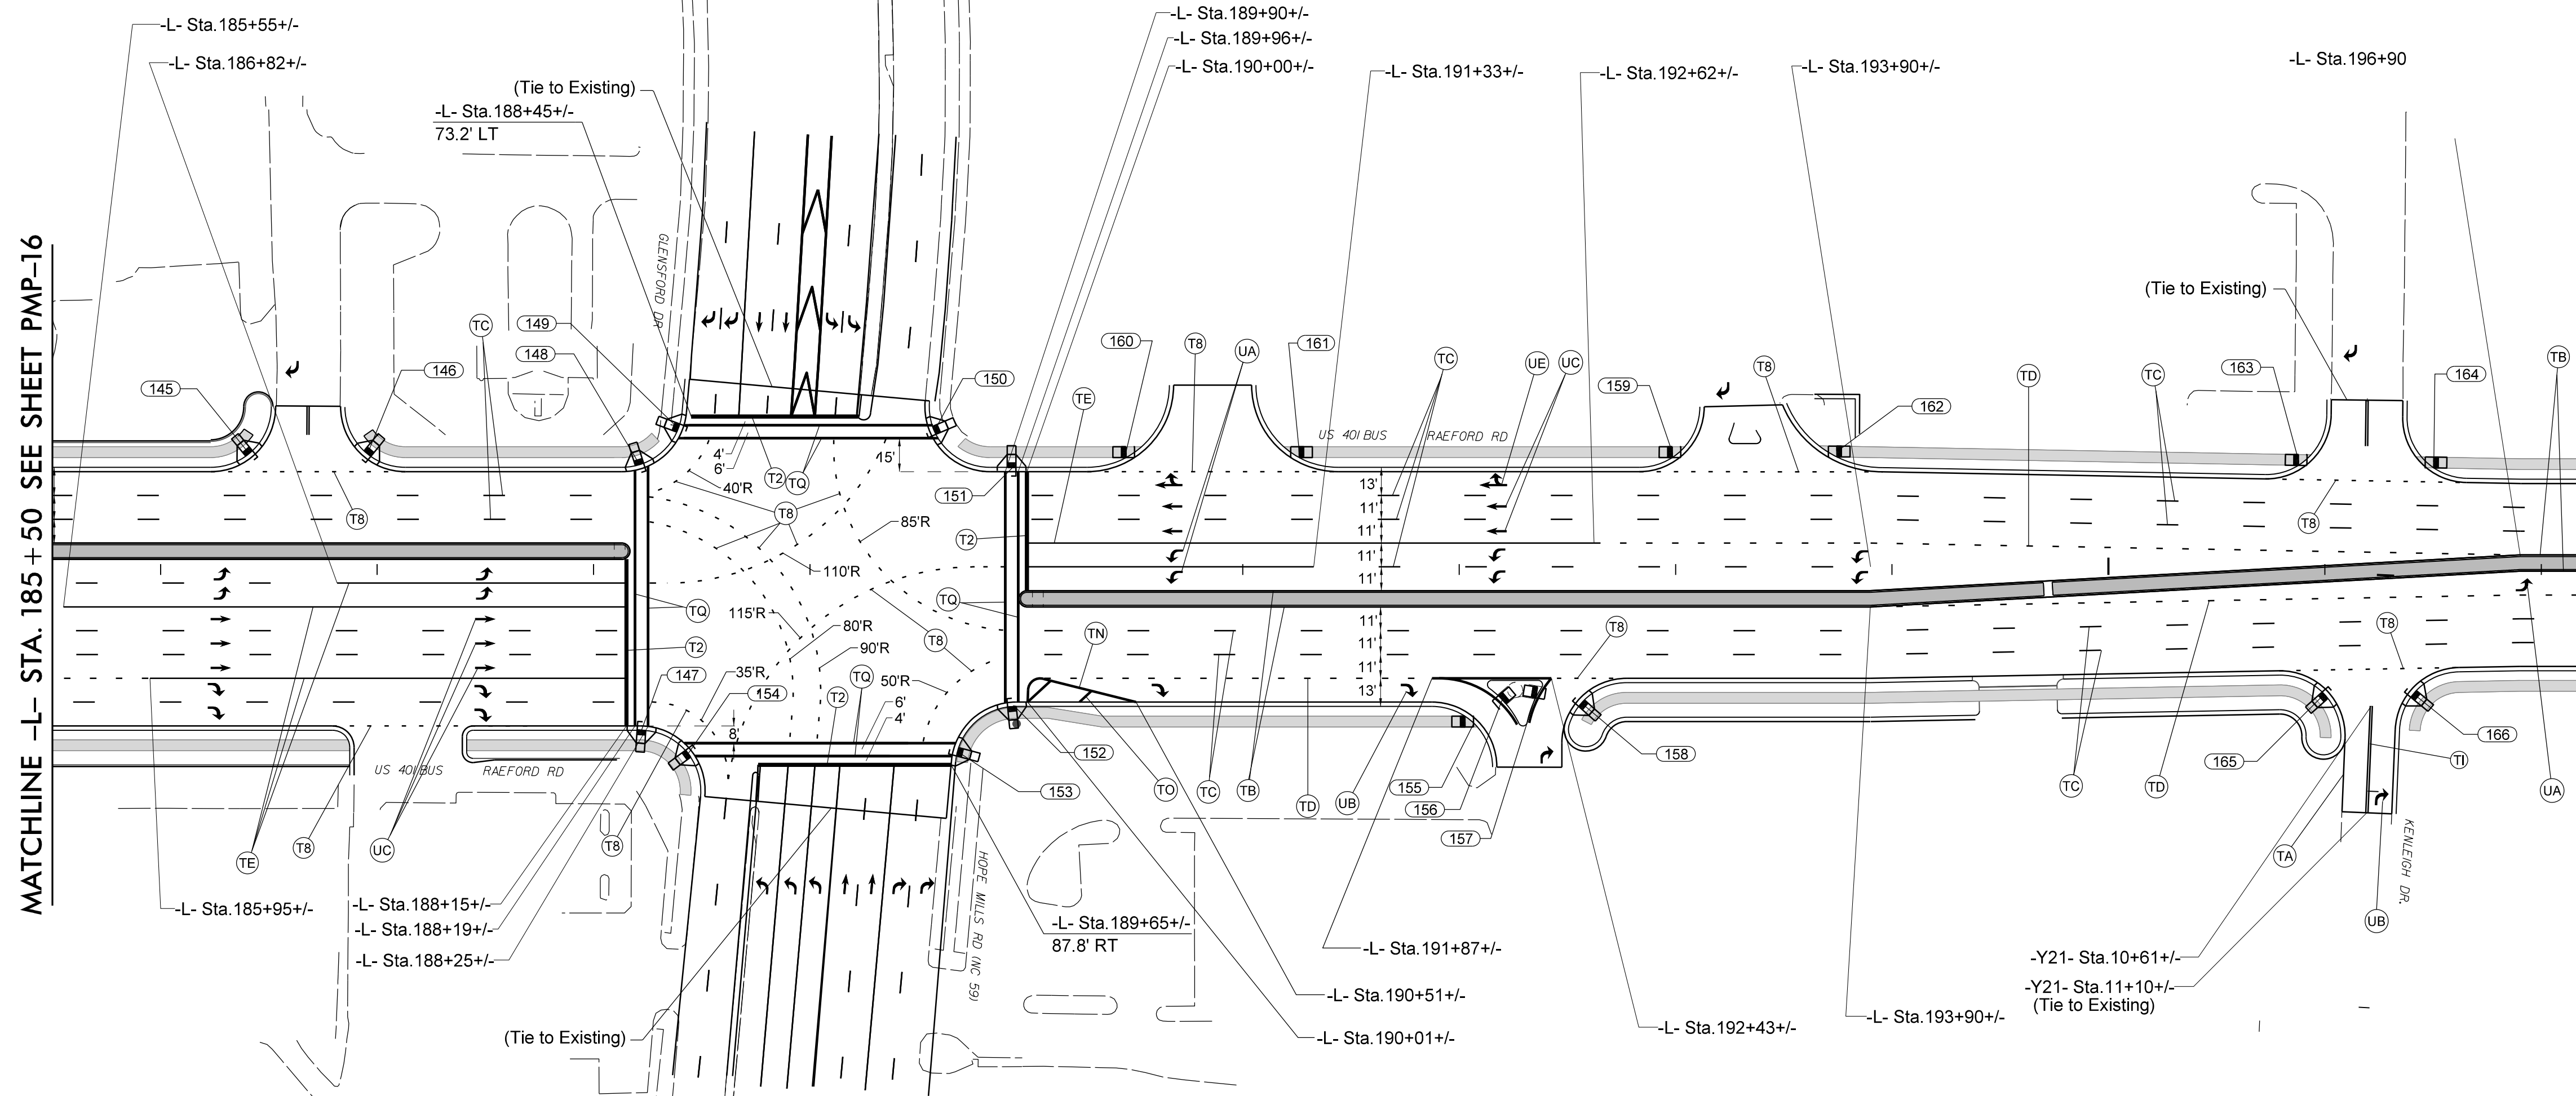 -L- Sta.185+55+/-
-L- Sta.186+82+/-
(Tie to Existing)
-L- Sta.188+45+/-
73.2' LT
-L- Sta.189+90+/-
-L- Sta.189+96+/-
-L- Sta.190+00+/-
-L- Sta.191+33+/-
-L- Sta.192+62+/-
-L- Sta.193+90+/-
-L- Sta.196+90
(Tie to Existing)
MATCHLINE -L- STA. 185+50 SEE SHEET PMP-16
GLENSFORD DR
TC
149
148
145
146
150
160
T8
UA
161
TC
UE
UC
159
T8
TD
TC
163
164
TB
TE
162
US 401 BUS RAEFORD RD
4'
6'
T2
TQ
15'
40'R
T8
85'R
110'R
151
T2
T8
13'
11'
11'
11'
11'
T8
TQ
115'R
80'R
90'R
TQ
T8
T2
35'R
TQ
50'R
6'
4'
147
154
T2
8'
TN
11'
11'
11'
13'
T8
T8
152
153
TO
TC
TB
TD
UB
155
156
157
158
TC
TD
165
166
TI
UA
TA
UB
KENLEIGH DR.
US 401 BUS RAEFORD RD
TE
T8
UC
T8
HOPE MILLS RD (NC 59)
-L- Sta.185+95+/-
-L- Sta.188+15+/-
-L- Sta.188+19+/-
-L- Sta.188+25+/-
(Tie to Existing)
-L- Sta.189+65+/-
87.8' RT
-L- Sta.191+87+/-
-L- Sta.190+51+/-
-L- Sta.190+01+/-
-L- Sta.192+43+/-
-L- Sta.193+90+/-
-Y21- Sta.10+61+/-
-Y21- Sta.11+10+/-
(Tie to Existing)